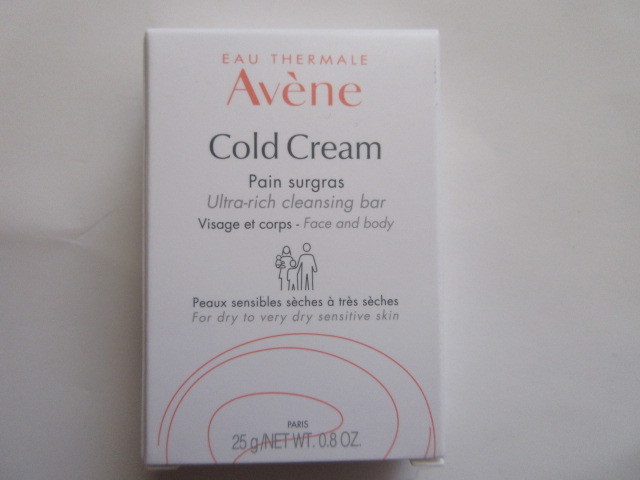 EAU THERMALE
Avène
Cold Cream
Pain surgras
Ultra-rich cleansing bar
Visage et corps - Face and body
Peaux sensibles sèches à très sèches
For dry to very dry sensitive skin
PARIS
25 g/NET WT. 0.8 OZ.